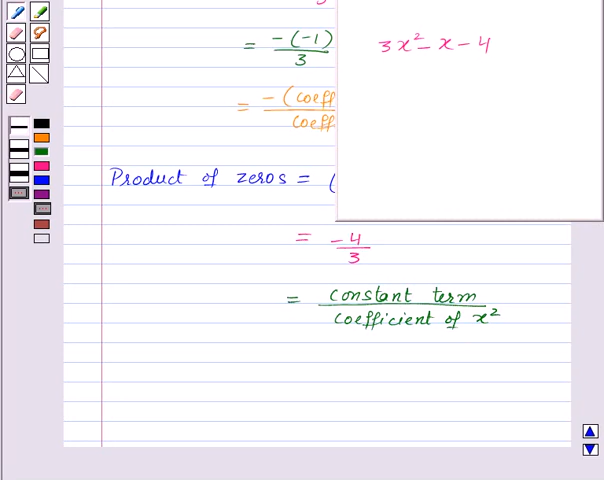 = -(-1)/3
3x² - x - 4
= -(coeff
coeff
Product of zeros = (
= -4/3
= constant term / coefficient of x²